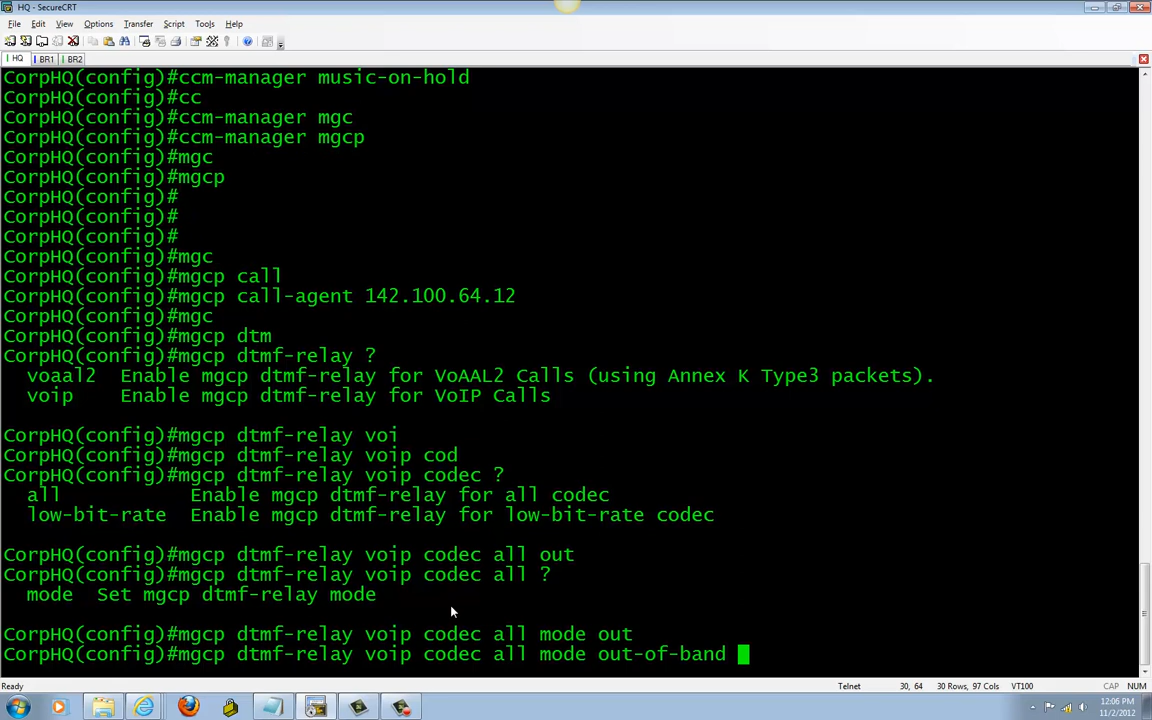 HQ - SecureCRT
File Edit View Options Transfer Script Tools Help
HQ BR1 BR2
CorpHQ(config)#ccm-manager music-on-hold
CorpHQ(config)#cc
CorpHQ(config)#ccm-manager mgc
CorpHQ(config)#ccm-manager mgcp
CorpHQ(config)#mgc
CorpHQ(config)#mgcp
CorpHQ(config)#
CorpHQ(config)#
CorpHQ(config)#
CorpHQ(config)#mgc
CorpHQ(config)#mgcp call
CorpHQ(config)#mgcp call-agent 142.100.64.12
CorpHQ(config)#mgc
CorpHQ(config)#mgcp dtm
CorpHQ(config)#mgcp dtmf-relay ?
voaal2 Enable mgcp dtmf-relay for VoAAL2 Calls (using Annex K Type3 packets).
voip Enable mgcp dtmf-relay for VoIP Calls
CorpHQ(config)#mgcp dtmf-relay voi
CorpHQ(config)#mgcp dtmf-relay voip cod
CorpHQ(config)#mgcp dtmf-relay voip codec ?
all Enable mgcp dtmf-relay for all codec
low-bit-rate Enable mgcp dtmf-relay for low-bit-rate codec
CorpHQ(config)#mgcp dtmf-relay voip codec all out
CorpHQ(config)#mgcp dtmf-relay voip codec all ?
mode Set mgcp dtmf-relay mode
CorpHQ(config)#mgcp dtmf-relay voip codec all mode out
CorpHQ(config)#mgcp dtmf-relay voip codec all mode out-of-band
Ready Telnet 30, 64 30 Rows, 97 Cols VT100 CAP NUM
12:06 PM
11/2/2012